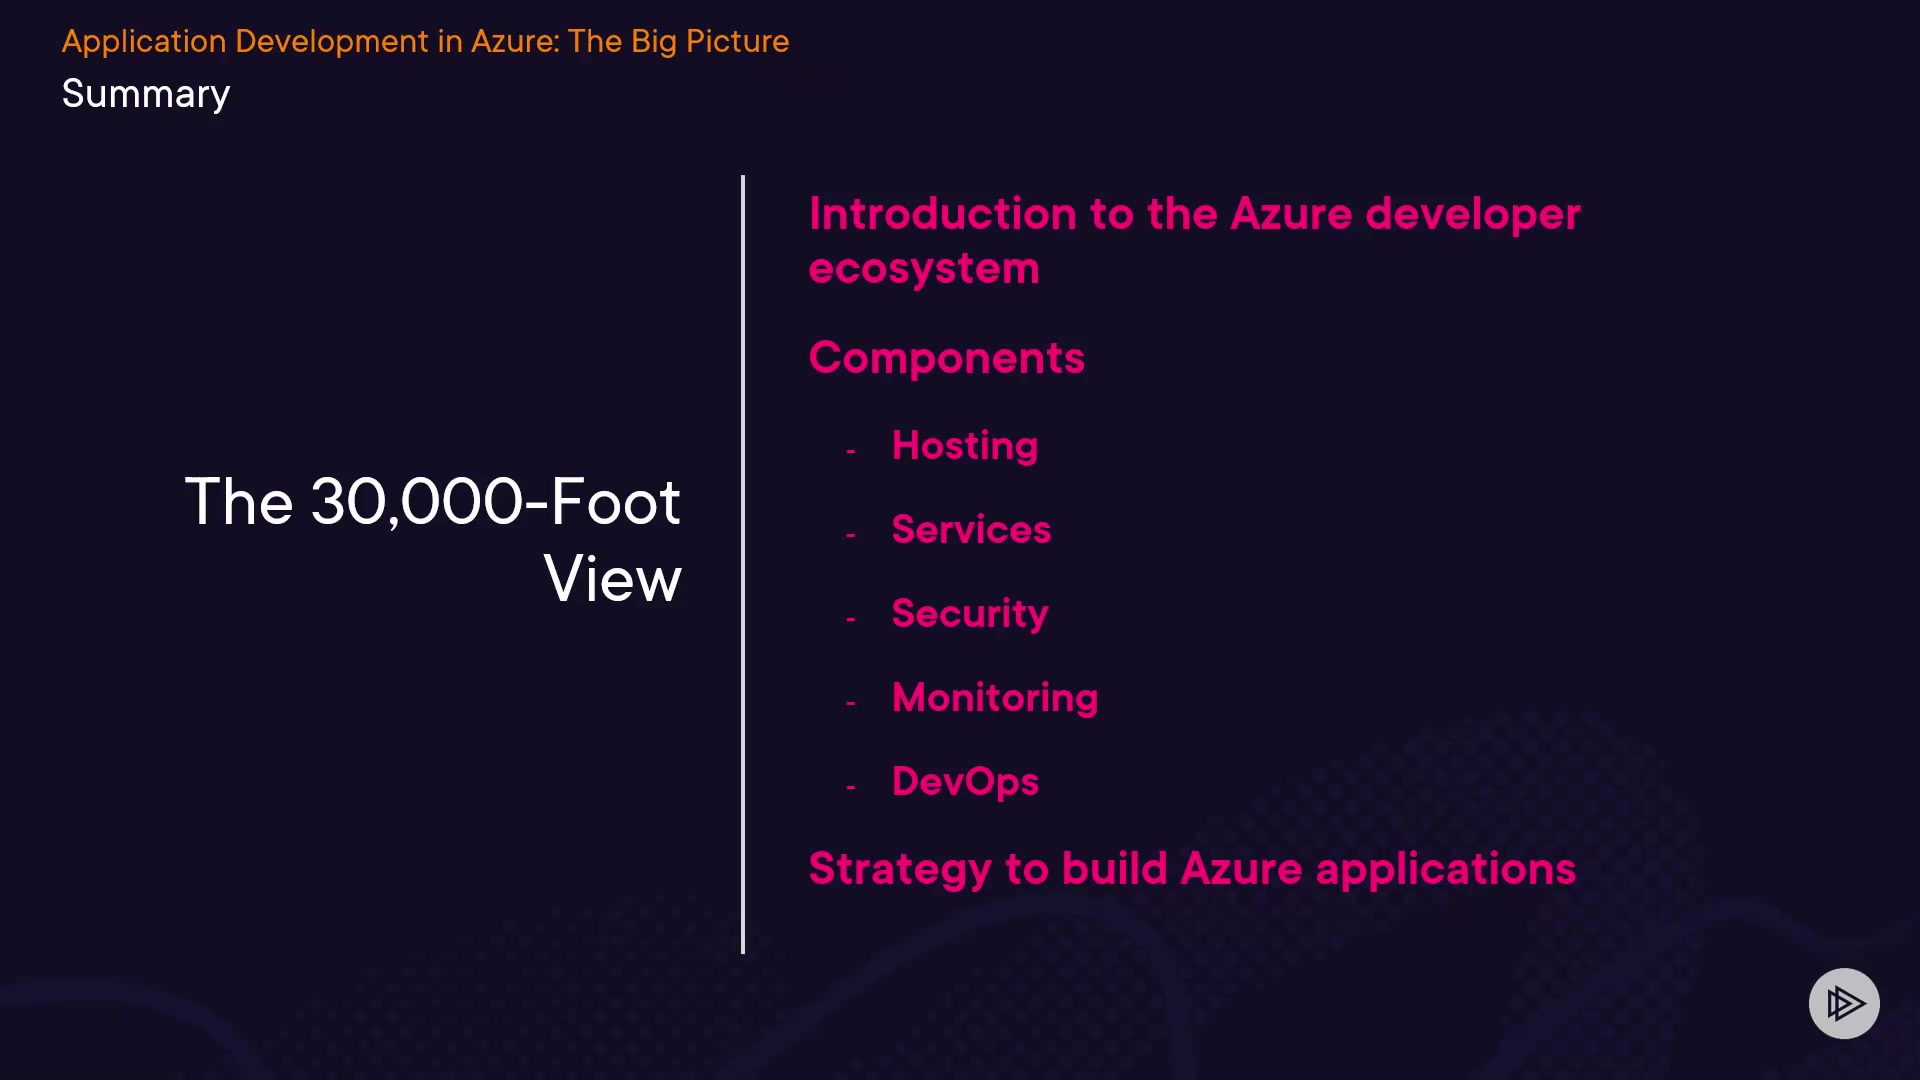 Application Development in Azure: The Big Picture
Summary
The 30,000-Foot
View
Introduction to the Azure developer
ecosystem
Components
- Hosting
- Services
- Security
- Monitoring
- DevOps
Strategy to build Azure applications